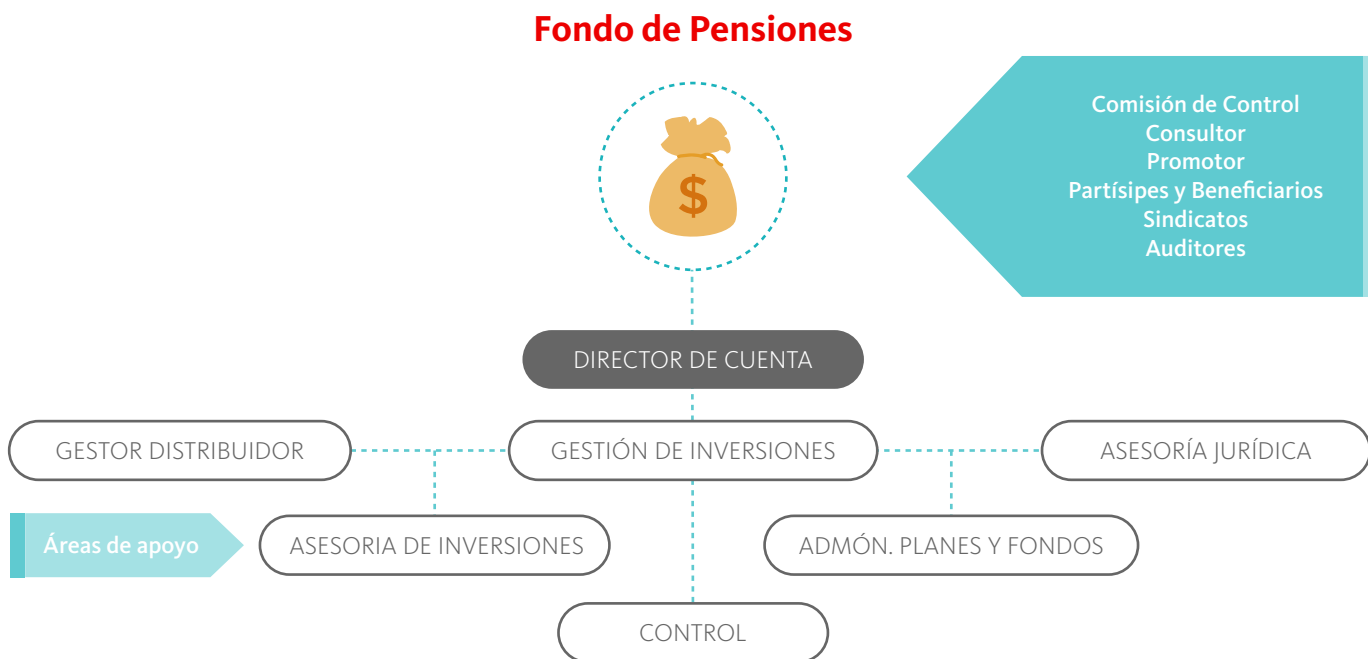 Fondo de Pensiones
Comisión de Control
Consultor
Promotor
Partísipes y Beneficiarios
Sindicatos
Auditores
$
DIRECTOR DE CUENTA
GESTOR DISTRIBUIDOR
GESTIÓN DE INVERSIONES
ASESORÍA JURÍDICA
Áreas de apoyo
ASESORIA DE INVERSIONES
ADMÓN. PLANES Y FONDOS
CONTROL